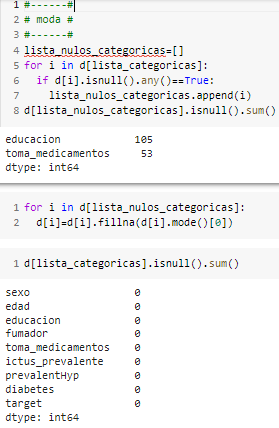 1 #------#
2 # moda #
3 #------#
4 lista_nulos_categoricas=[]
5 for i in d[lista_categoricas]:
6   if d[i].isnull().any()==True:
7     lista_nulos_categoricas.append(i)
8 d[lista_nulos_categoricas].isnull().sum()
educacion 105
toma_medicamentos 53
dtype: int64
1 for i in d[lista_nulos_categoricas]:
2   d[i]=d[i].fillna(d[i].mode()[0])
1 d[lista_categoricas].isnull().sum()
sexo 0
edad 0
educacion 0
fumador 0
toma_medicamentos 0
ictus_prevalente 0
prevalentHyp 0
diabetes 0
target 0
dtype: int64